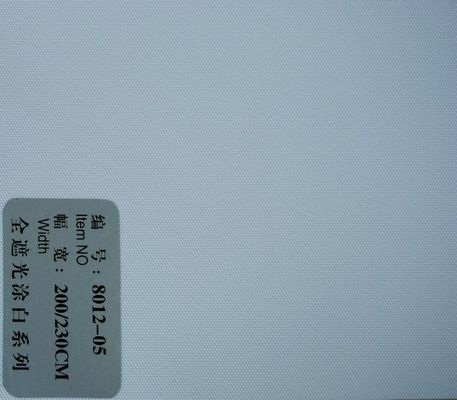 编 号：8012-05
Item NO
幅 宽：200/230CM
Width
全遮光涂白系列